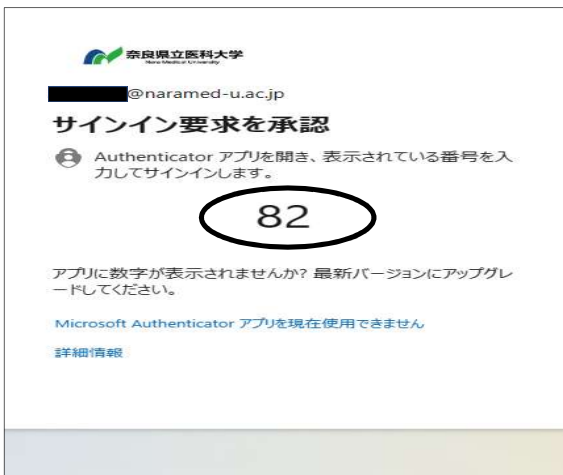 奈良県立医科大学
Nara Medical University
@naramed-u.ac.jp
サインイン要求を承認
Authenticator アプリを開き、表示されている番号を入
力してサインインします。
82
アプリに数字が表示されませんか? 最新バージョンにアップグレ
ードしてください。
Microsoft Authenticator アプリを現在使用できません
詳細情報